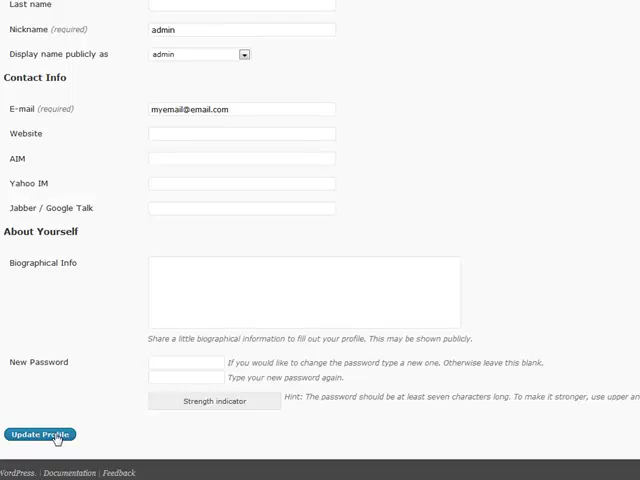 Last name
Nickname (required) admin
Display name publicly as admin
Contact Info
E-mail (required) myemail@email.com
Website
AIM
Yahoo IM
Jabber / Google Talk
About Yourself
Biographical Info
Share a little biographical information to fill out your profile. This may be shown publicly.
New Password If you would like to change the password type a new one. Otherwise leave this blank.
Type your new password again.
Strength indicator Hint: The password should be at least seven characters long. To make it stronger, use upper an
Update Profile
WordPress. | Documentation | Feedback